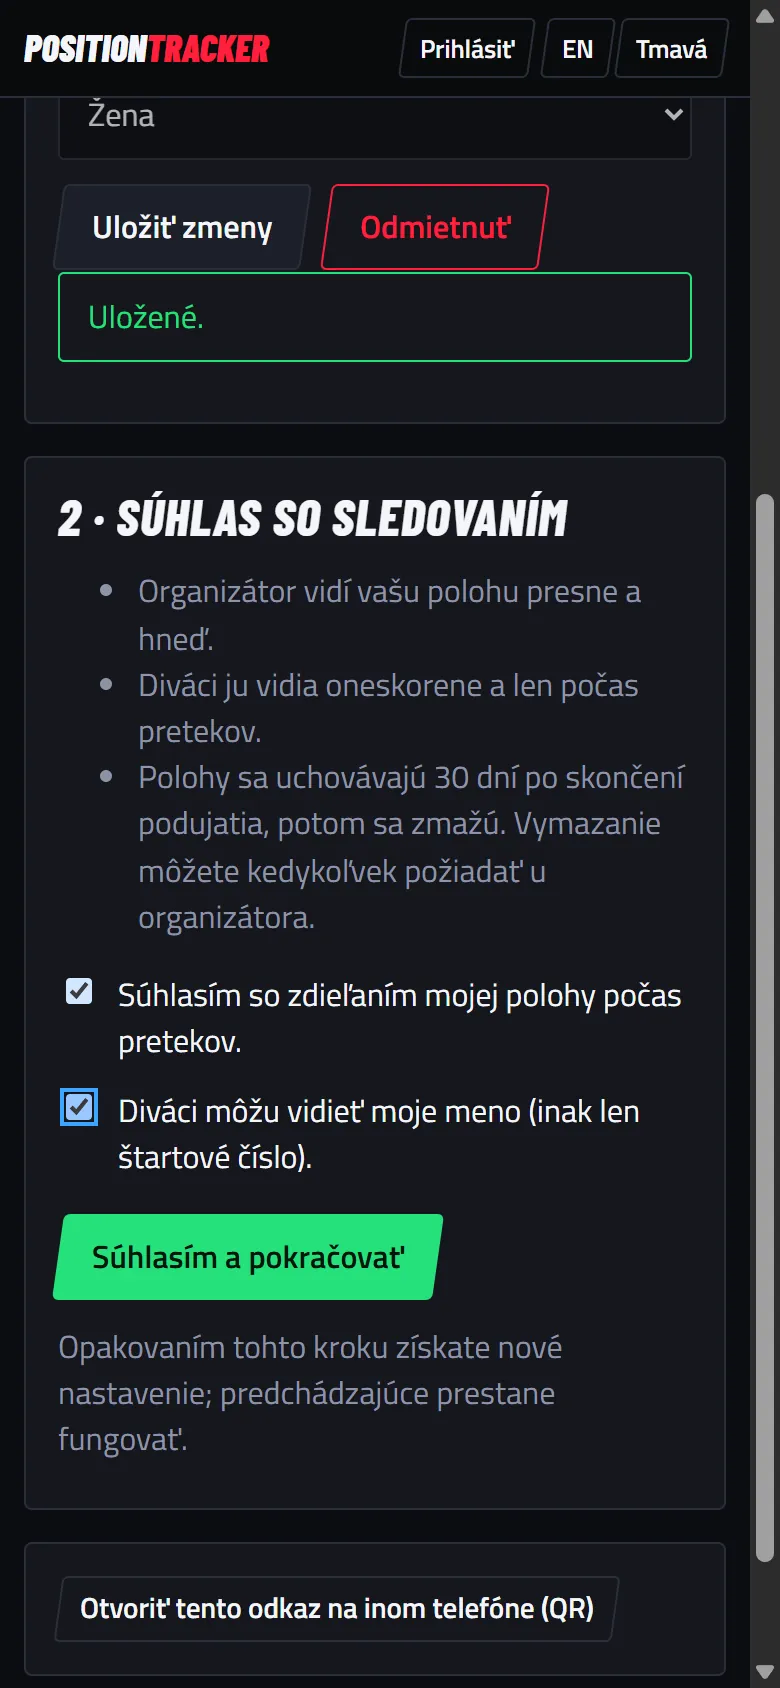 POSITIONTRACKER
Prihlásiť
EN
Tmavá
Žena
Uložiť zmeny
Odmietnuť
Uložené.
2 · SÚHLAS SO SLEDOVANÍM
Organizátor vidí vašu polohu presne a
hneď.
Diváci ju vidia oneskorene a len počas
pretekov.
Polohy sa uchovávajú 30 dní po skončení
podujatia, potom sa zmažú. Vymazanie
môžete kedykoľvek požiadať u
organizátora.
Súhlasím so zdieľaním mojej polohy počas
pretekov.
Diváci môžu vidieť moje meno (inak len
štartové číslo).
Súhlasím a pokračovať
Opakovaním tohto kroku získate nové
nastavenie; predchádzajúce prestane
fungovať.
Otvoriť tento odkaz na inom telefóne (QR)